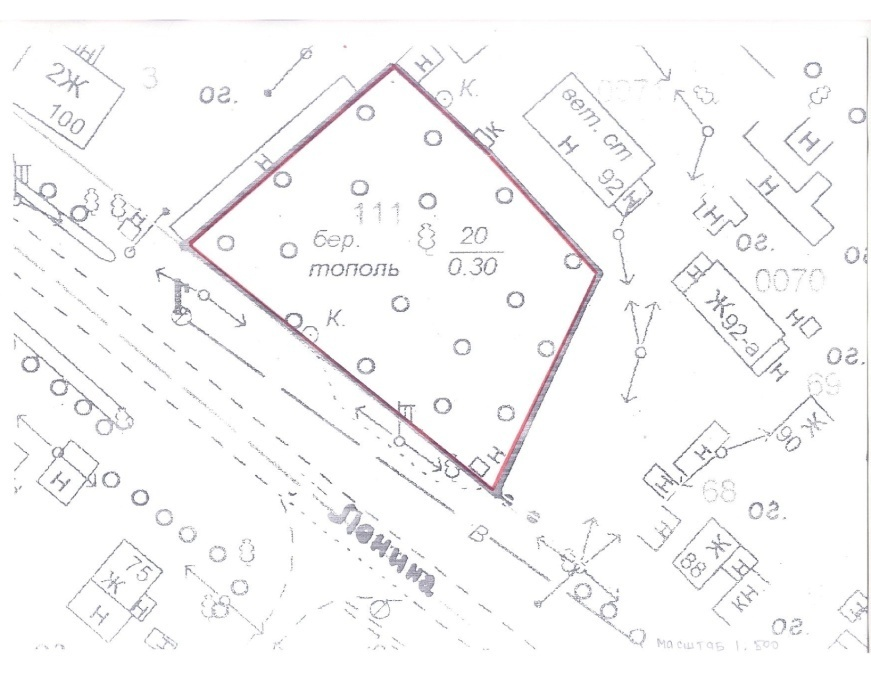 2Ж
100
3
ог.
Н
К.
К
0071
вет. ст
Н
92
Н
Н
Н
Н
111
бер.
тополь
20
0.30
Н
ог.
ог.
0070
Н
Ж92-а
Н
Н
ог.
69
Г
К.
Н
Ж
90
Н
Н
68
ог.
Н
Ж
88
Н
КН
Н
ог.
В
Ленина
Н
75
Ж
Н
Н
Масштаб 1:500